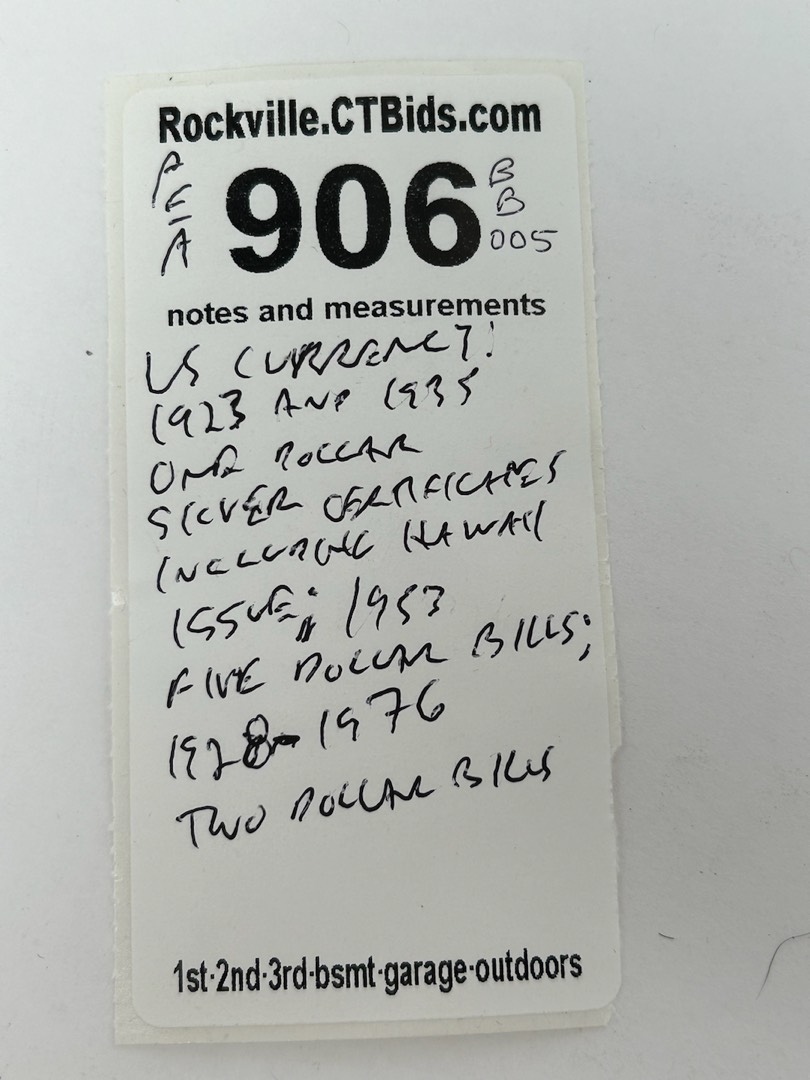 Rockville.CTBids.com
906
B
B
005
notes and measurements
US CURRENCY:
1923 AND 1935
ONE DOLLAR
SILVER CERTIFICATES
INCLUDING HAWAII
ISSUE; 1953
FIVE DOLLAR BILLS;
1928-1976
TWO DOLLAR BILLS
1st·2nd·3rd·bsmt·garage·outdoors